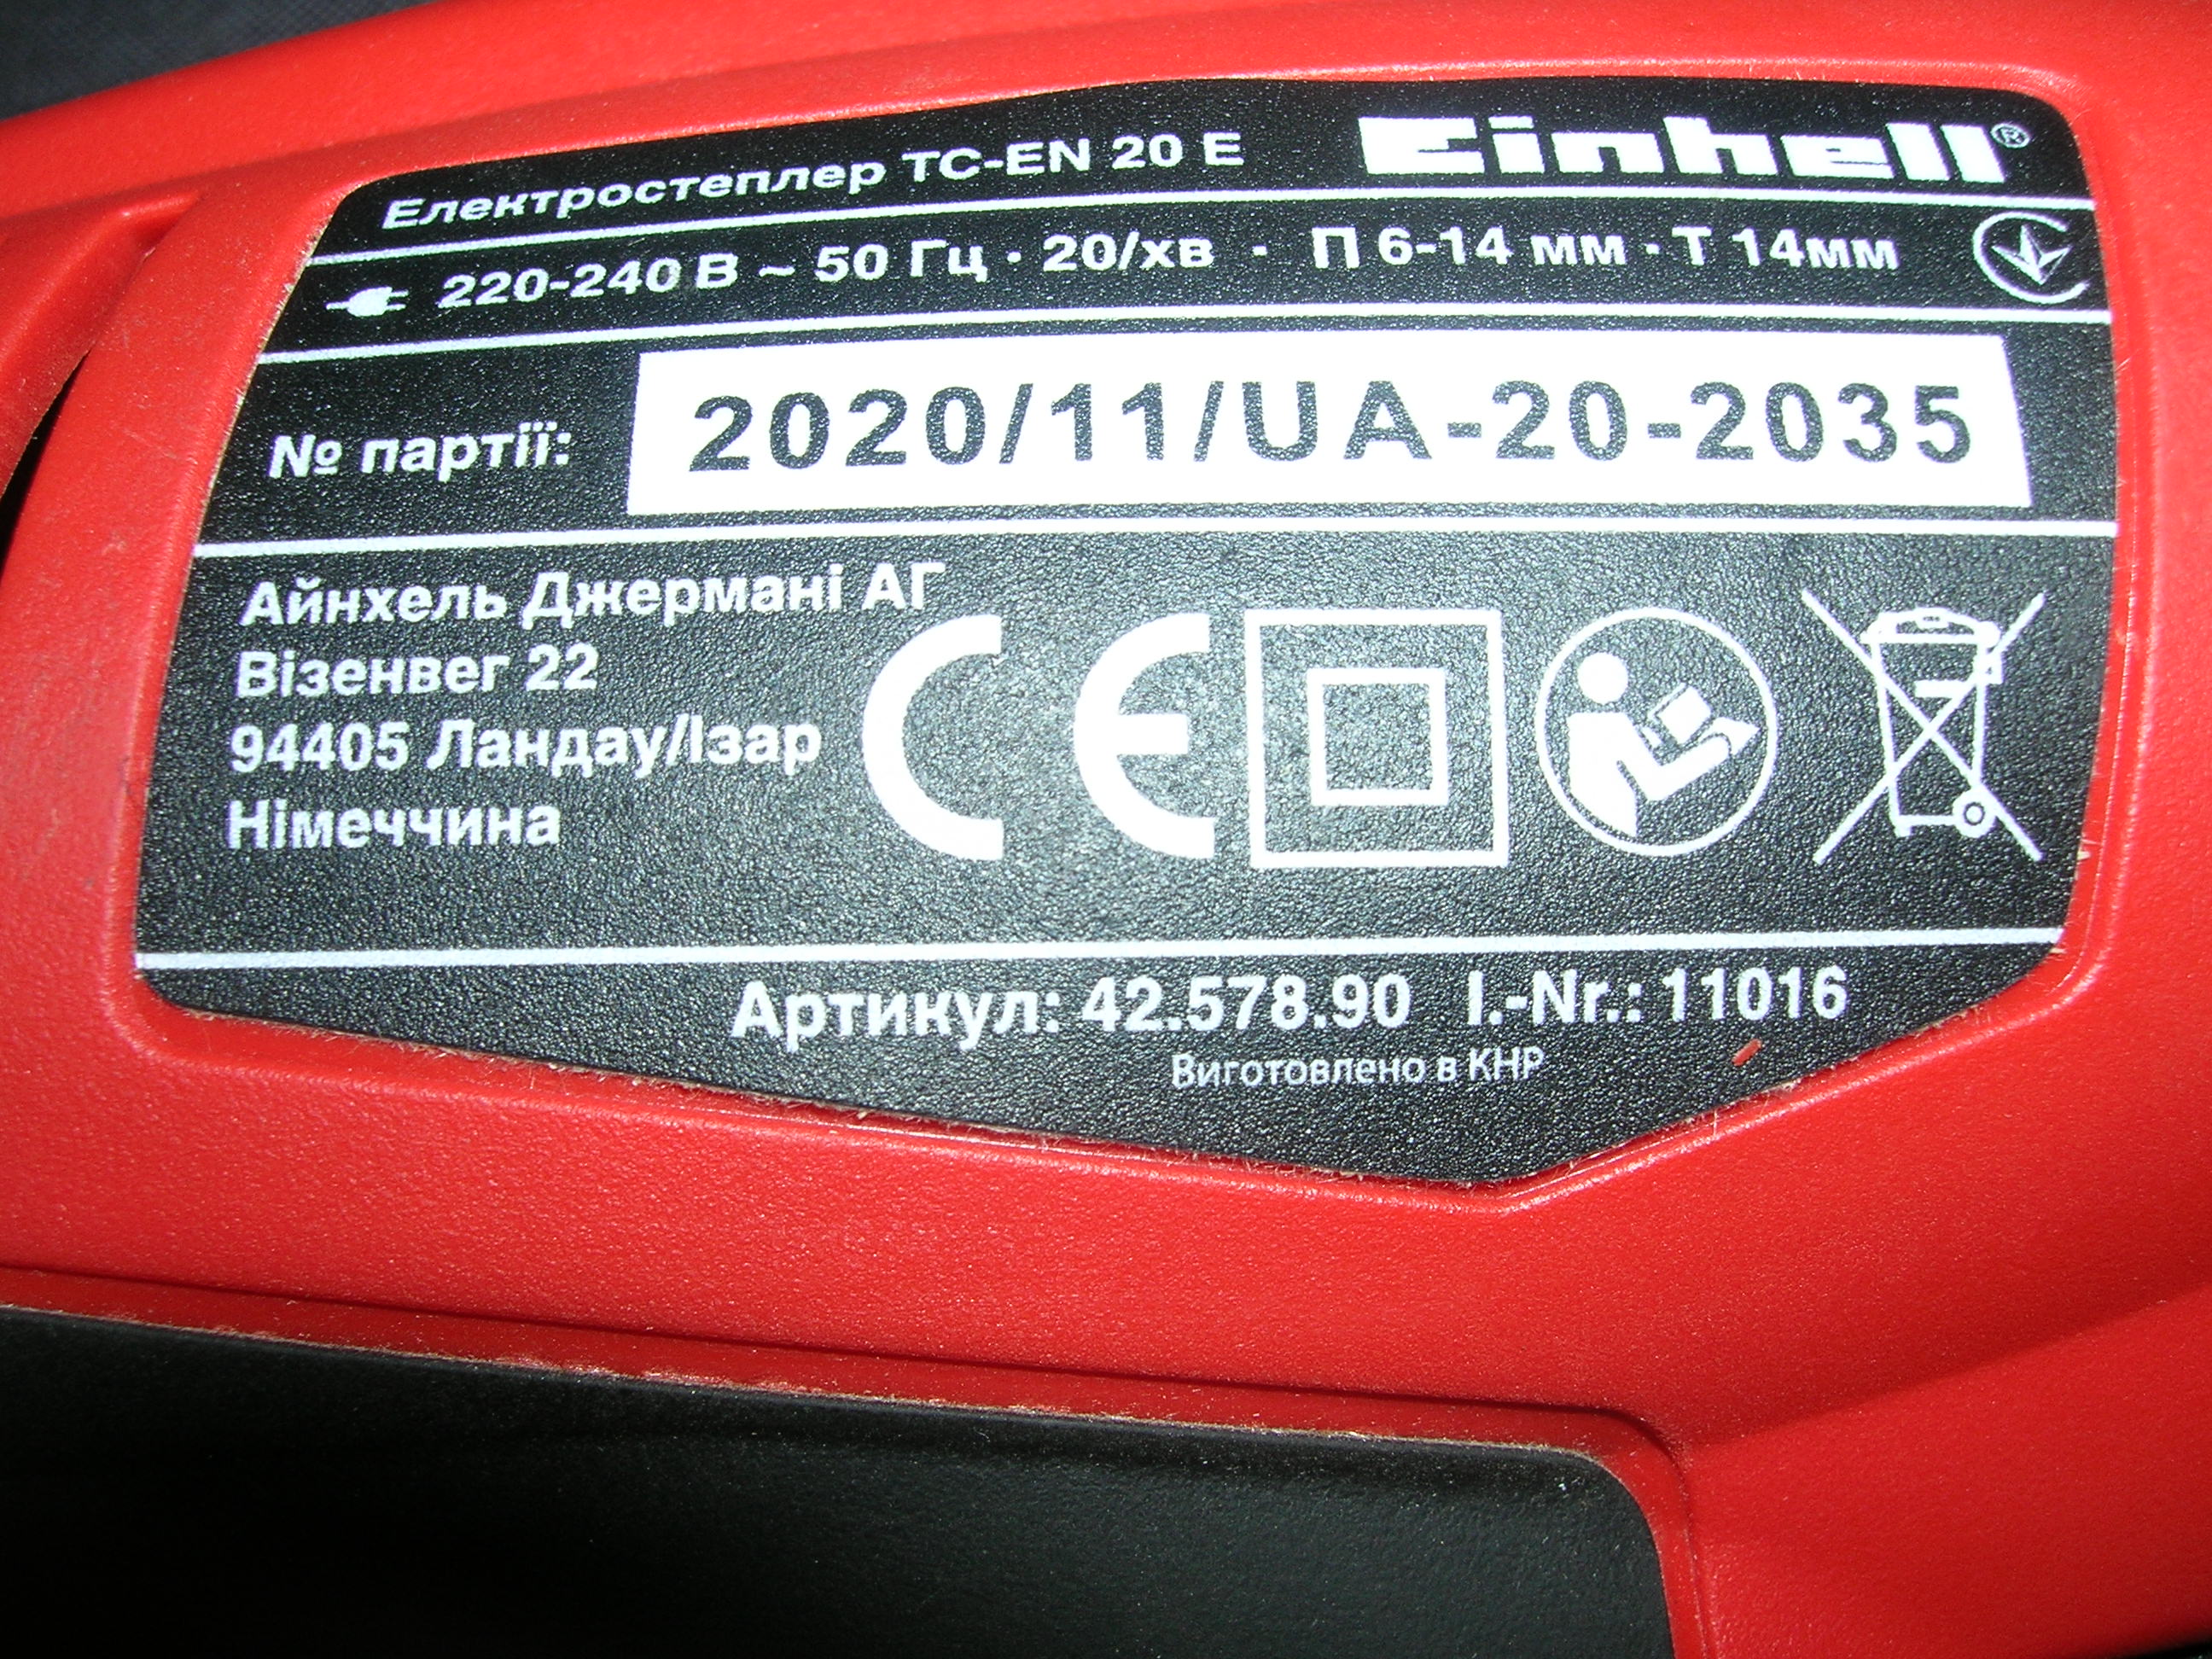 Електростеплер TC-EN 20 E Einhell®
220-240 В ~ 50 Гц · 20/хв · П 6-14 мм · Т 14мм
№ партії: 2020/11/UA-20-2035
Айнхель Джермані АГ
Візенвег 22
94405 Ландау/Ізар
Німеччина
CE
Артикул: 42.578.90 I.-Nr.: 11016
Виготовлено в КНР